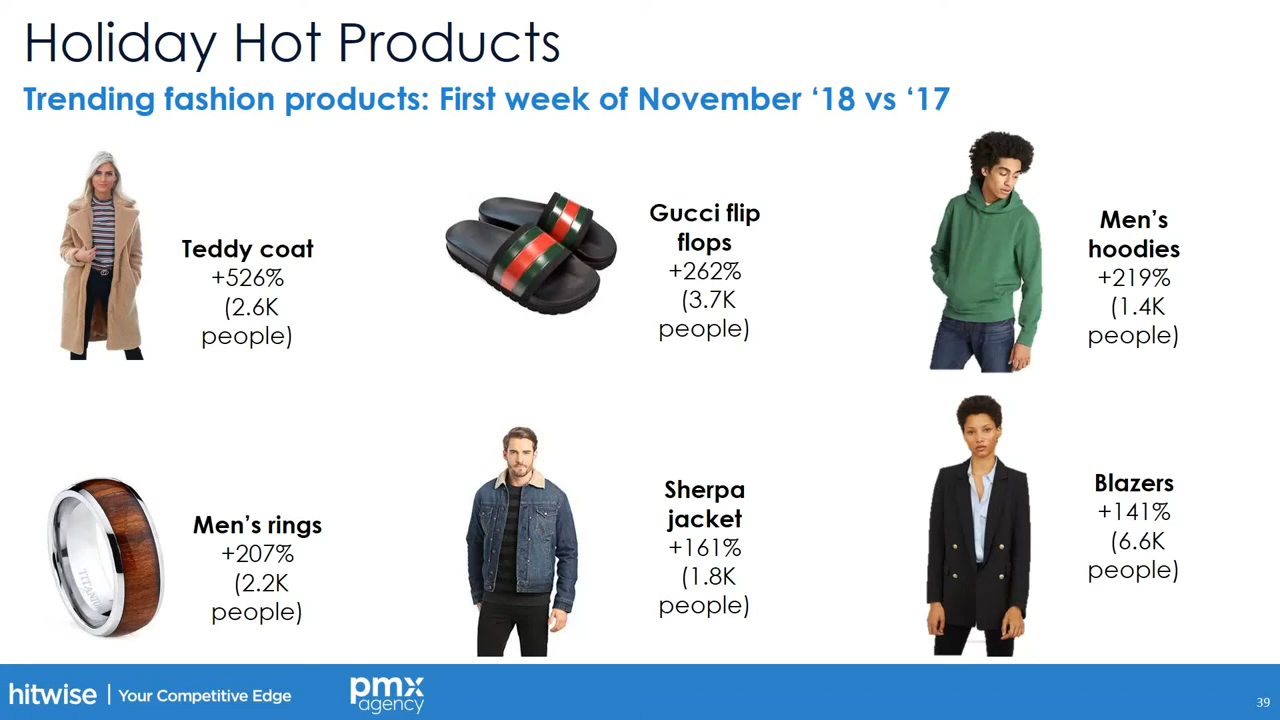 Holiday Hot Products
Trending fashion products: First week of November ‘18 vs ‘17
Teddy coat
+526%
(2.6K
people)
Gucci flip
flops
+262%
(3.7K
people)
Men’s
hoodies
+219%
(1.4K
people)
TITANIUM
Men’s rings
+207%
(2.2K
people)
Sherpa
jacket
+161%
(1.8K
people)
Blazers
+141%
(6.6K
people)
hitwise | Your Competitive Edge
pmx
agency
39